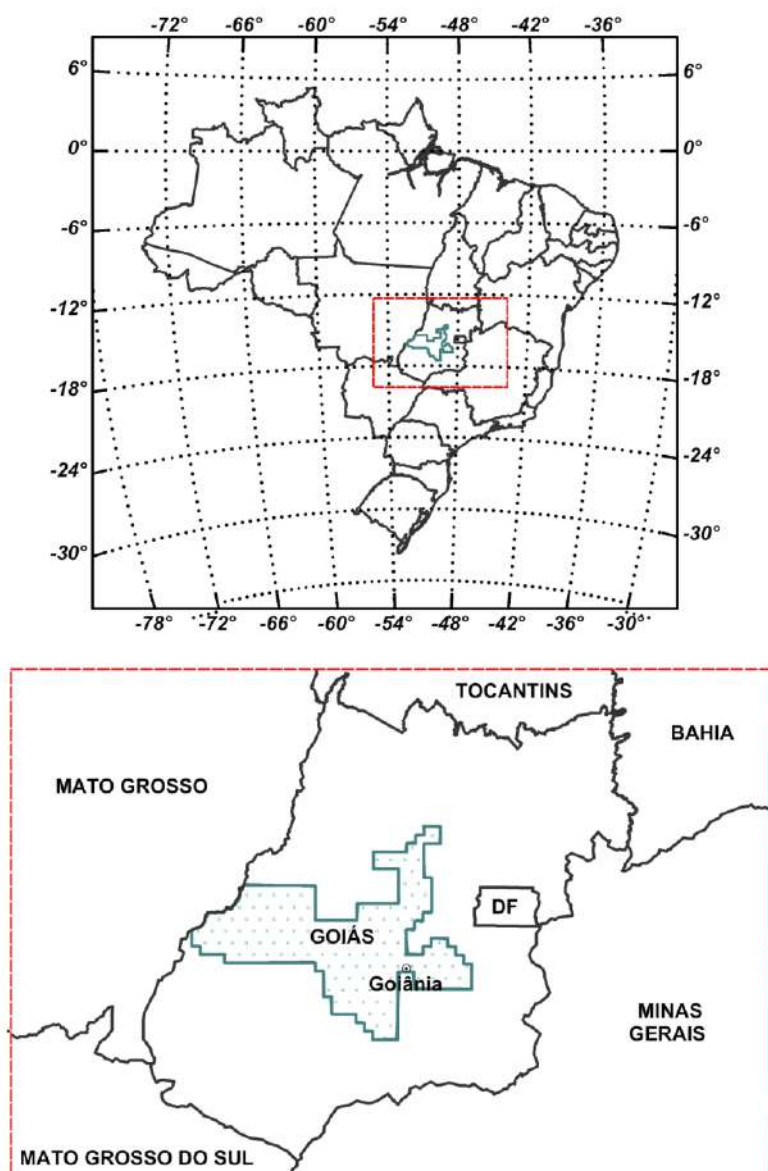 -72° -66° -60° -54° -48° -42° -36°
6° 6°
0° 0°
-6° -6°
-12° -12°
-18° -18°
-24° -24°
-30° -30°
-78° -72° -66° -60° -54° -48° -42° -36° -30°
TOCANTINS
BAHIA
MATO GROSSO
DF
GOIÁS
Goiânia
MINAS
GERAIS
MATO GROSSO DO SUL